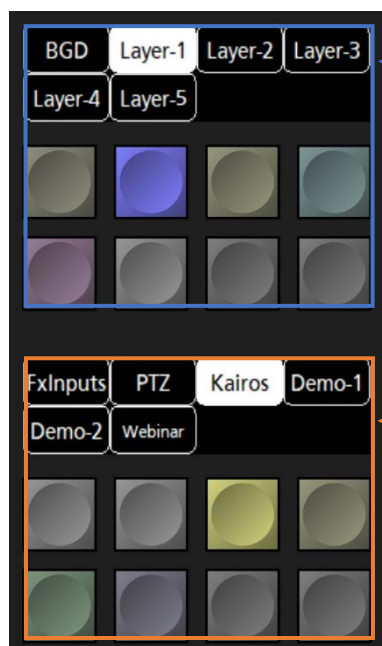 BGD Layer-1 Layer-2 Layer-3
Layer-4 Layer-5
FxInputs PTZ Kairos Demo-1
Demo-2 Webinar